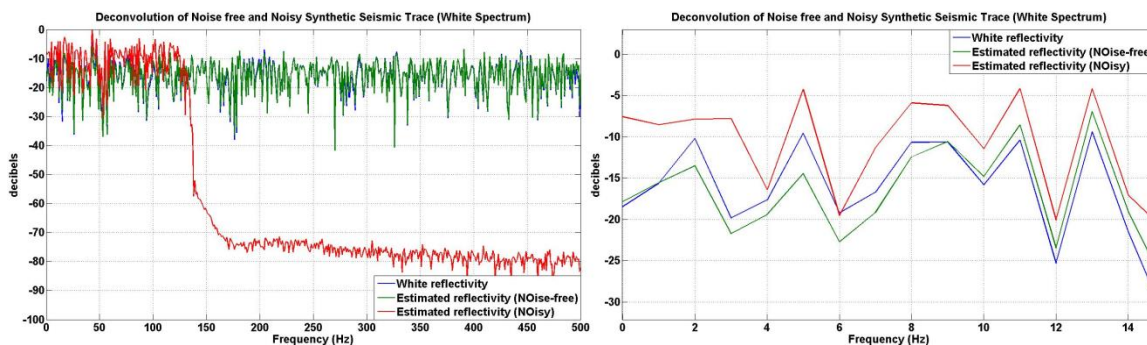 Deconvolution of Noise free and Noisy Synthetic Seismic Trace (White Spectrum)
0
-10
-20
-30
-40
-50
-60
-70
-80
-90
-100
decibels
0 50 100 150 200 250 300 350 400 450 500
Frequency (Hz)
White reflectivity
Estimated reflectivity (NOise-free)
Estimated reflectivity (NOisy)
Deconvolution of Noise free and Noisy Synthetic Seismic Trace (White Spectrum)
White reflectivity
Estimated reflectivity (NOise-free)
Estimated reflectivity (NOisy)
0
-5
-10
-15
-20
-25
-30
decibels
0 2 4 6 8 10 12 14
Frequency (Hz)